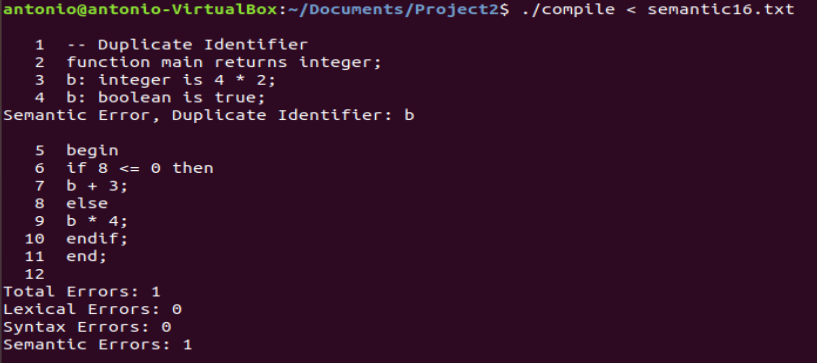 antonio@antonio-VirtualBox:~/Documents/Project2$ ./compile < semantic16.txt
1 -- Duplicate Identifier
2 function main returns integer;
3 b: integer is 4 * 2;
4 b: boolean is true;
Semantic Error, Duplicate Identifier: b
5 begin
6 if 8 <= 0 then
7 b + 3;
8 else
9 b * 4;
10 endif;
11 end;
12
Total Errors: 1
Lexical Errors: 0
Syntax Errors: 0
Semantic Errors: 1